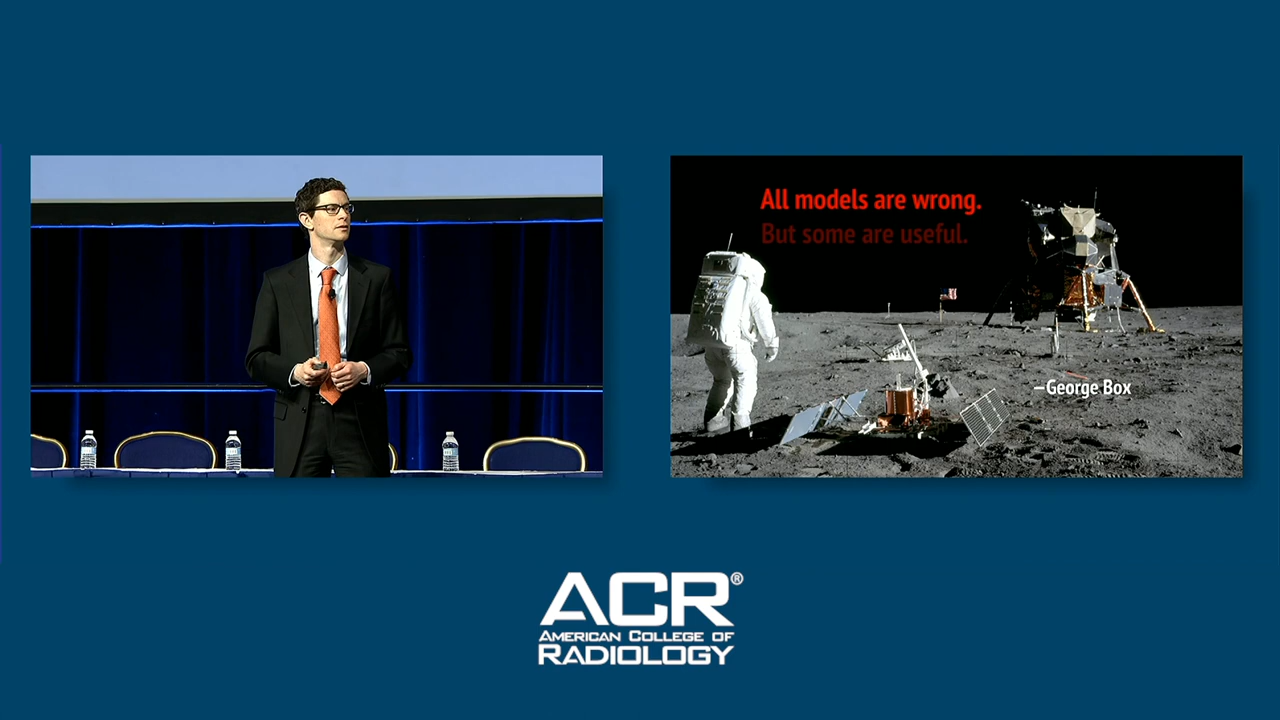 All models are wrong.
But some are useful.
—George Box
ACR®
AMERICAN COLLEGE OF
RADIOLOGY